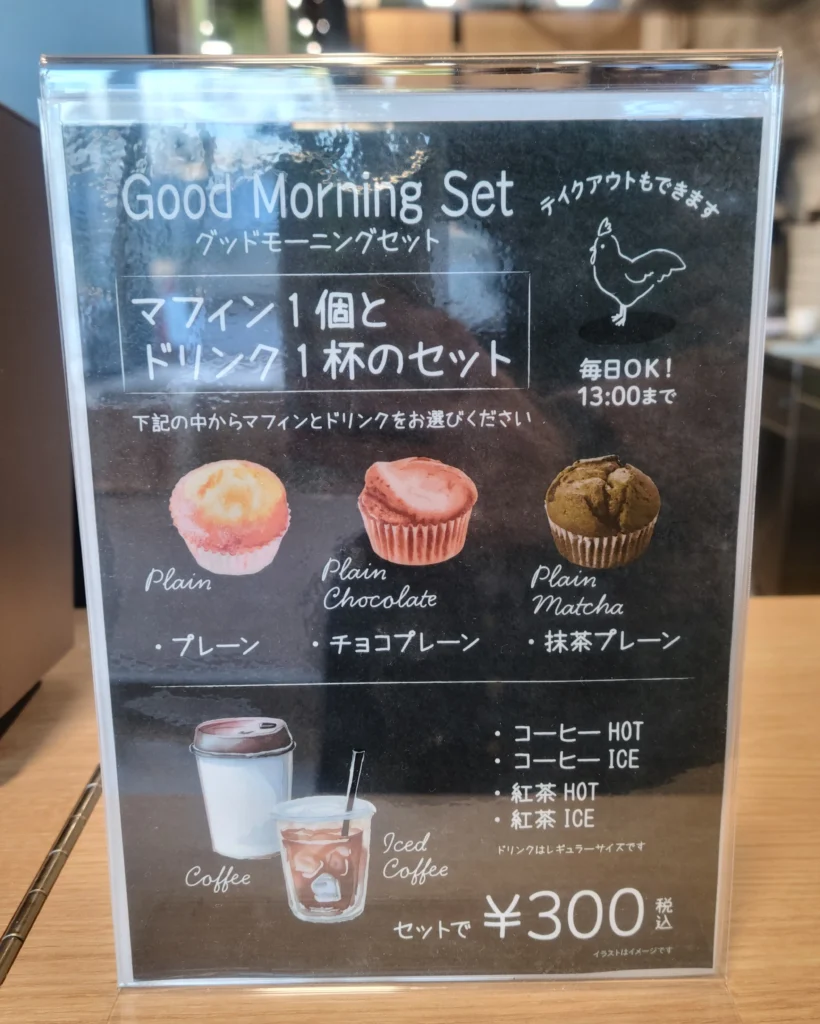 Good Morning Set
グッドモーニングセット
テイクアウトもできます
マフィン1個と
ドリンク1杯のセット
毎日OK!
13:00まで
下記の中からマフィンとドリンクをお選びください
Plain
Plain
Chocolate
Plain
Matcha
・プレーン
・チョコプレーン
・抹茶プレーン
・コーヒー HOT
・コーヒー ICE
・紅茶 HOT
・紅茶 ICE
ドリンクはレギュラーサイズです
Coffee
Iced
Coffee
セットで ¥300 税込
イラストはイメージです